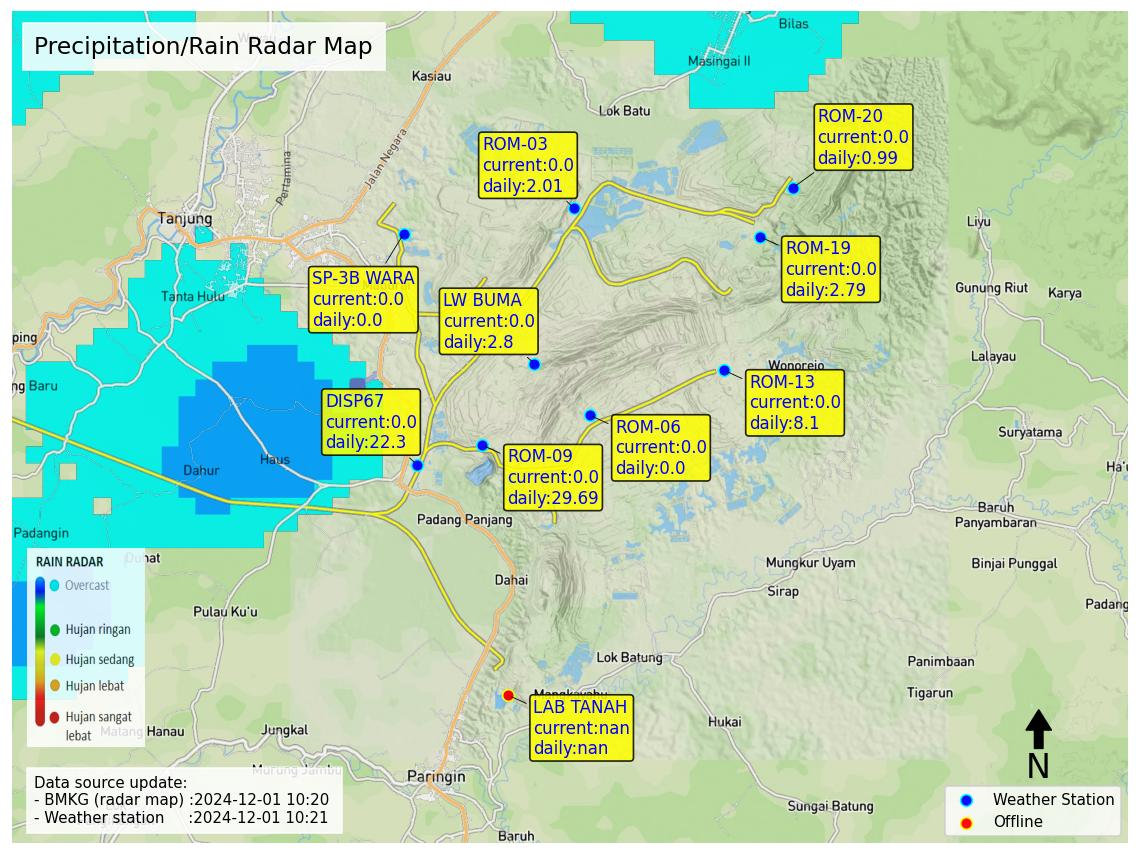 Precipitation/Rain Radar Map
Bilas
Masingai II
Kasiau
Lok Batu
Jalan Negara
Pertamina
Tanjung
ROM-03
current:0.0
daily:2.01
ROM-20
current:0.0
daily:0.99
ROM-19
current:0.0
daily:2.79
Liyu
SP-3B WARA
current:0.0
daily:0.0
LW BUMA
current:0.0
daily:2.8
Tanta Hulu
Gunung Riut
Karya
ping
Lalayau
Wonorejo
ng Baru
ROM-13
current:0.0
daily:8.1
DISP67
current:0.0
daily:22.3
ROM-06
current:0.0
daily:0.0
Suryatama
Haus
Dahur
ROM-09
current:0.0
daily:29.69
Ha'u
Baruh
Panyambaran
Padang Panjang
Padangin
Mungkur Uyam
Binjai Punggal
Dahai
Sirap
Padang
Pulau Ku'u
RAIN RADAR
Overcast
Hujan ringan
Hujan sedang
Hujan lebat
Hujan sangat
lebat
Lok Batung
Panimbaan
Tigarun
Mangkayahu
LAB TANAH
current:nan
daily:nan
Hukai
Matang Hanau
Jungkal
Murung Jambu
Paringin
Sungai Batung
Baruh
Data source update:
- BMKG (radar map) :2024-12-01 10:20
- Weather station :2024-12-01 10:21
N
Weather Station
Offline